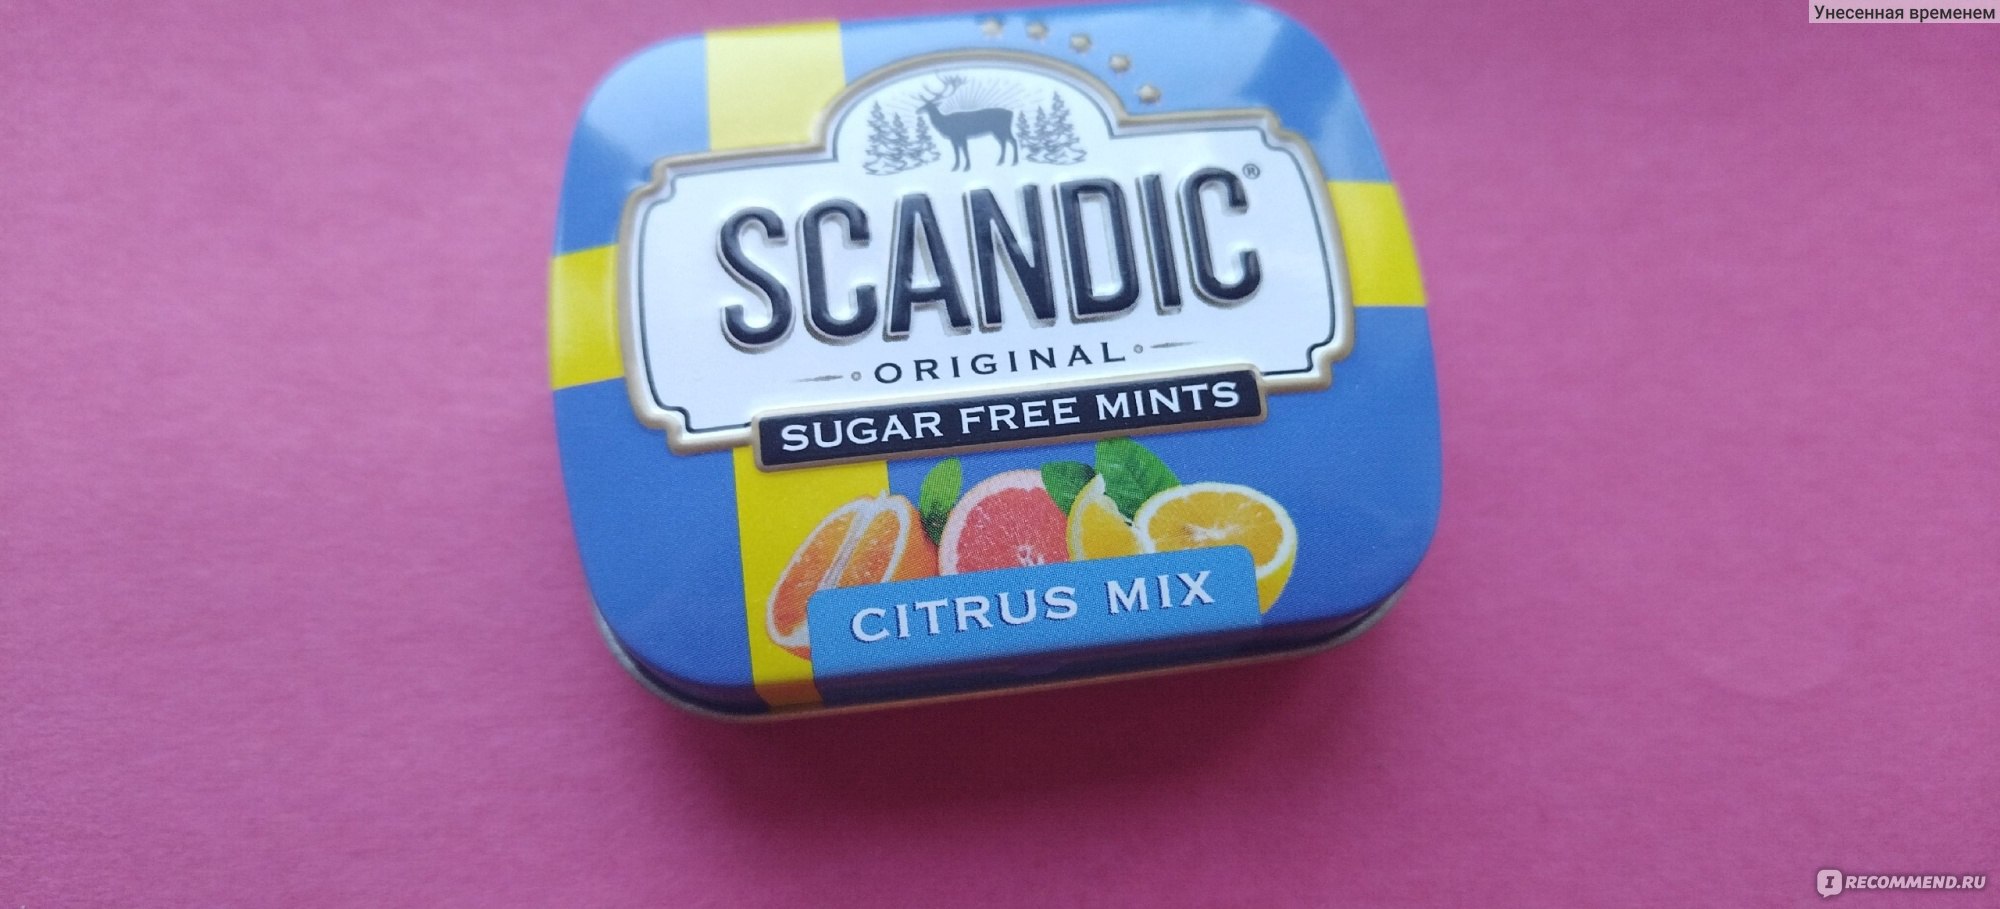 Унесенная временем
SCANDIC®
ORIGINAL
SUGAR FREE MINTS
CITRUS MIX
I RECOMMEND.RU